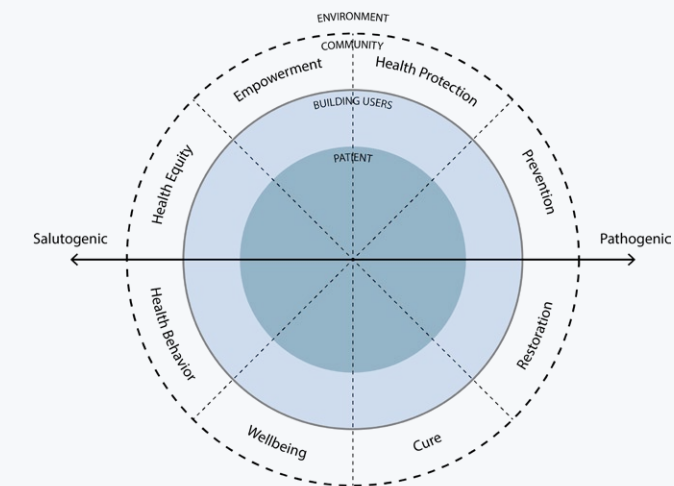 ENVIRONMENT
COMMUNITY
Empowerment
Health Protection
BUILDING USERS
PATIENT
Health Equity
Prevention
Salutogenic
Pathogenic
Health Behavior
Restoration
Wellbeing
Cure